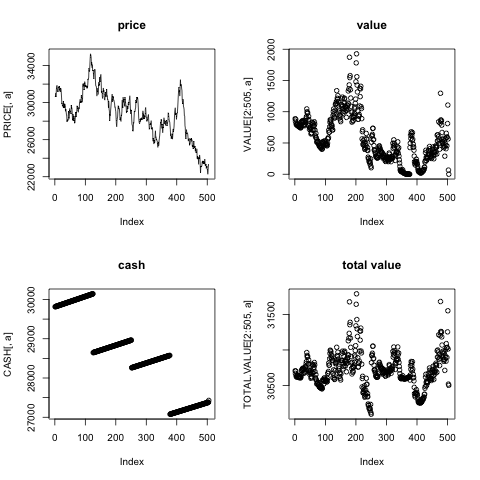 price
PRICE[, a]
22000 26000 30000 34000
0 100 200 300 400 500
Index
value
VALUE[2:505, a]
0 500 1000 1500 2000
0 100 200 300 400 500
Index
cash
CASH[, a]
27000 28000 29000 30000
0 100 200 300 400 500
Index
total value
TOTAL.VALUE[2:505, a]
30500 31500
0 100 200 300 400 500
Index